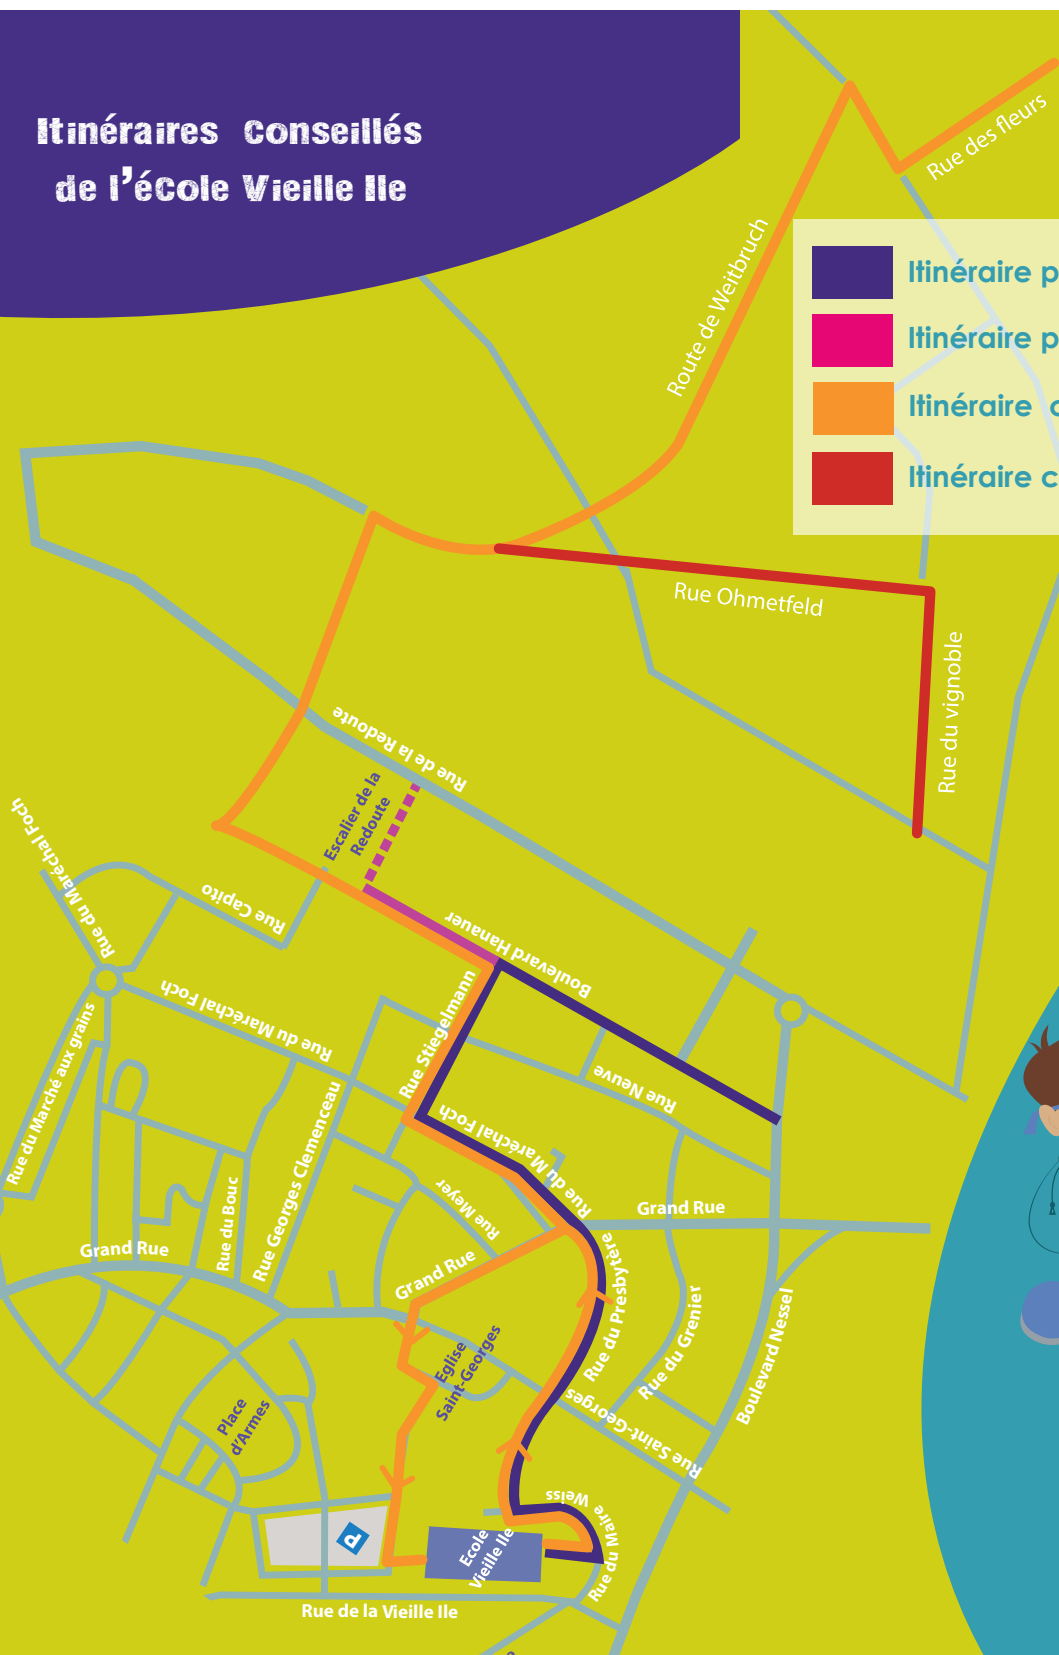 Itinéraires conseillés
de l'école Vieille Ile
Rue des fleurs
Route de Weitbruch
Itinéraire p
Itinéraire p
Itinéraire c
Itinéraire c
Rue Ohmetfeld
Rue du vignoble
Rue de la Redoute
Escalier de la
Redoute
Rue du Maréchal Foch
Rue Capito
Boulevard Hanauer
Rue du Maréchal Foch
Rue Stiegelmann
Rue du Marché aux grains
Rue Neuve
Rue du Maréchal Foch
Rue Georges Clemenceau
Rue du Bouc
Rue Meyer
Grand Rue
Grand Rue
Grand Rue
Rue du Presbytère
Rue du Grenier
Boulevard Nessel
Eglise
Saint-Georges
Rue Saint-Georges
Place
d'Armes
Rue du Maire Weiss
P
Ecole
Vieille Ile
Rue de la Vieille Ile